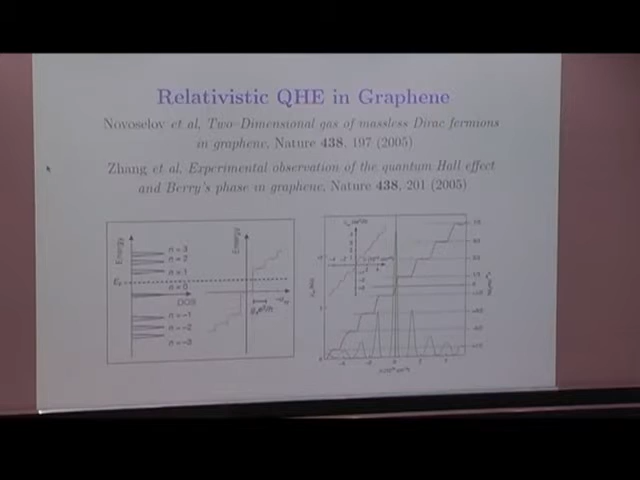 Relativistic QHE in Graphene
Novoselov et al, Two-Dimensional gas of massless Dirac fermions
in graphene, Nature 438, 197 (2005)
Zhang et al, Experimental observation of the quantum Hall effect
and Berry's phase in graphene, Nature 438, 201 (2005)
Energy
n = 3
n = 2
n = 1
n = 0
DOS
n = -1
n = -2
n = -3
Energy